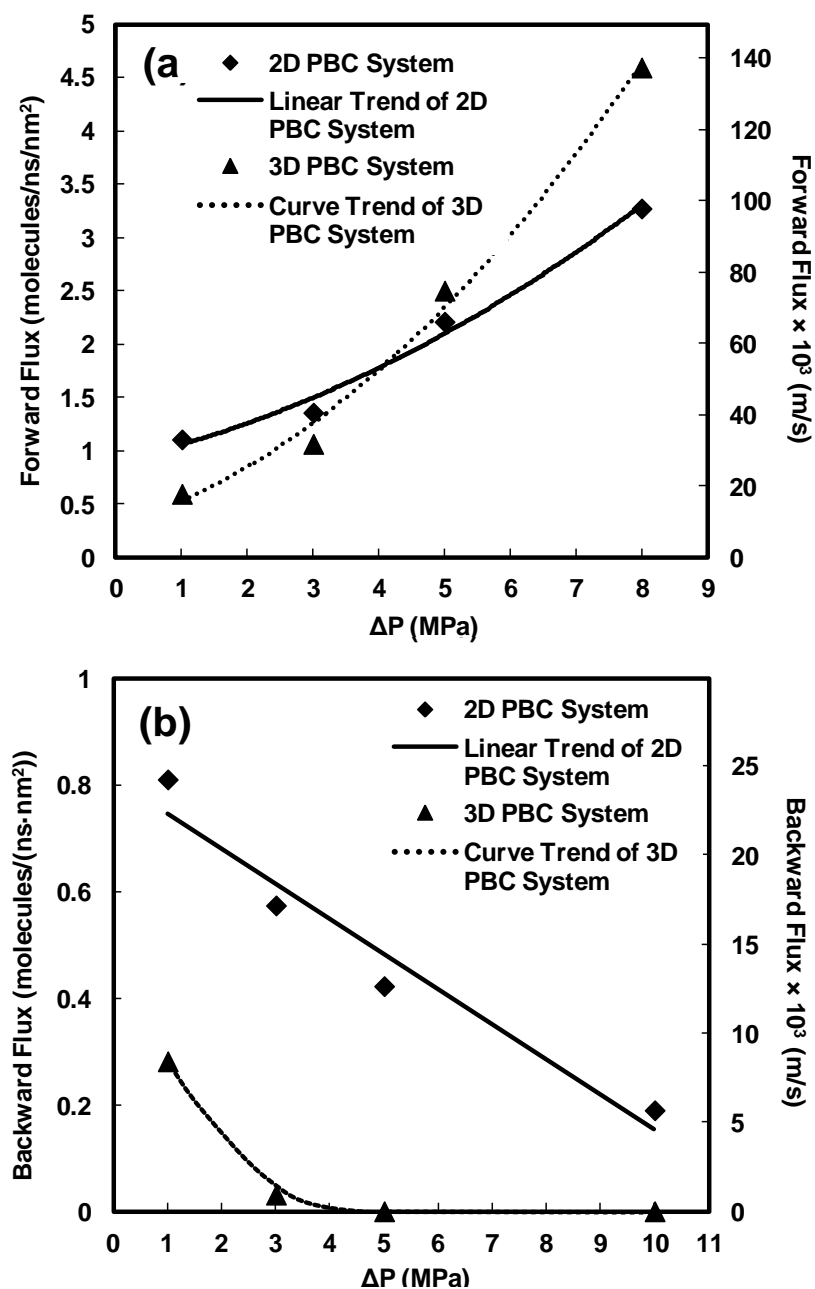 (a
2D PBC System
Linear Trend of 2D
PBC System
3D PBC System
Curve Trend of 3D
PBC System
Forward Flux (molecules/ns/nm²)
5
4.5
4
3.5
3
2.5
2
1.5
1
0.5
0
140
120
100
80
60
40
20
0
Forward Flux × 10³ (m/s)
0 1 2 3 4 5 6 7 8 9
ΔP (MPa)
(b)
2D PBC System
Linear Trend of 2D
PBC System
3D PBC System
Curve Trend of 3D
PBC System
Backward Flux (molecules/(ns·nm²))
1
0.8
0.6
0.4
0.2
0
25
20
15
10
5
0
Backward Flux × 10³ (m/s)
0 1 2 3 4 5 6 7 8 9 10 11
ΔP (MPa)